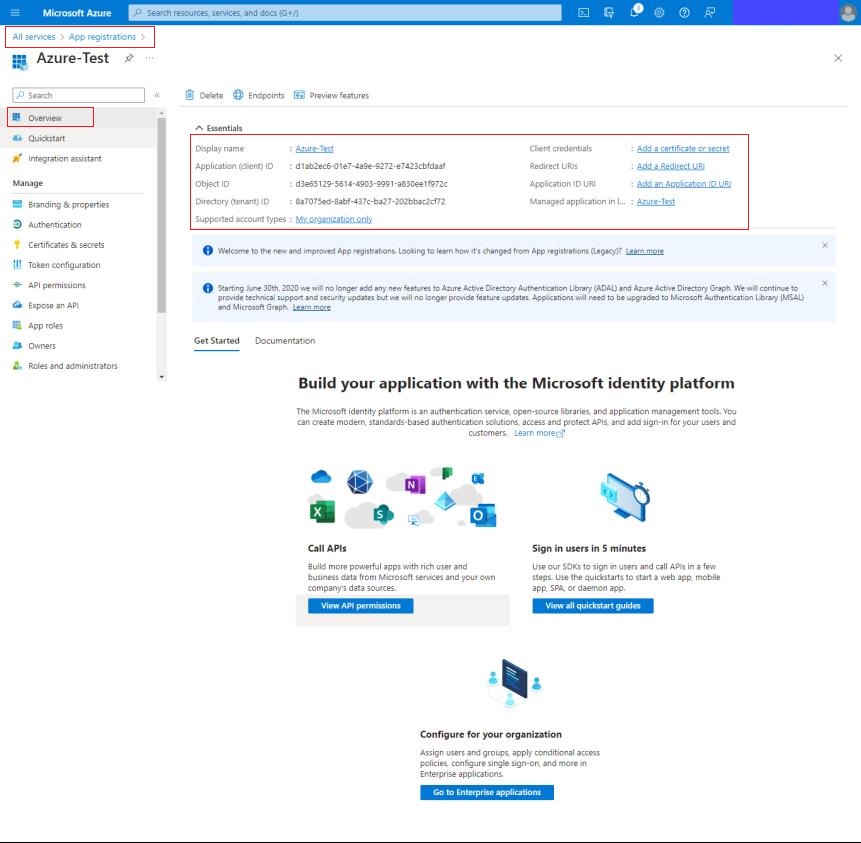 Microsoft Azure
Search resources, services, and docs (G+/)
1
All services > App registrations >
Azure-Test
Search
Overview
Quickstart
Integration assistant
Manage
Branding & properties
Authentication
Certificates & secrets
Token configuration
API permissions
Expose an API
App roles
Owners
Roles and administrators
Delete
Endpoints
Preview features
Essentials
Display name : Azure-Test
Application (client) ID : d1ab2ec6-01e7-4a9e-9272-e7423cbfdaaf
Object ID : d3e65129-5614-4903-9991-a830ee1f972c
Directory (tenant) ID : 8a7075ed-8abf-437c-ba27-202bbac2cf72
Supported account types : My organization only
Client credentials : Add a certificate or secret
Redirect URIs : Add a Redirect URI
Application ID URI : Add an Application ID URI
Managed application in l... : Azure-Test
Welcome to the new and improved App registrations. Looking to learn how it's changed from App registrations (Legacy)? Learn more
Starting June 30th, 2020 we will no longer add any new features to Azure Active Directory Authentication Library (ADAL) and Azure Active Directory Graph. We will continue to
provide technical support and security updates but we will no longer provide feature updates. Applications will need to be upgraded to Microsoft Authentication Library (MSAL)
and Microsoft Graph. Learn more
Get Started
Documentation
Build your application with the Microsoft identity platform
The Microsoft identity platform is an authentication service, open-source libraries, and application management tools. You
can create modern, standards-based authentication solutions, access and protect APIs, and add sign-in for your users and
customers. Learn more
N
E
X
S
O
Call APIs
Build more powerful apps with rich user and
business data from Microsoft services and your own
company's data sources.
View API permissions
Sign in users in 5 minutes
Use our SDKs to sign in users and call APIs in a few
steps. Use the quickstarts to start a web app, mobile
app, SPA, or daemon app.
View all quickstart guides
Configure for your organization
Assign users and groups, apply conditional access
policies, configure single sign-on, and more in
Enterprise applications.
Go to Enterprise applications